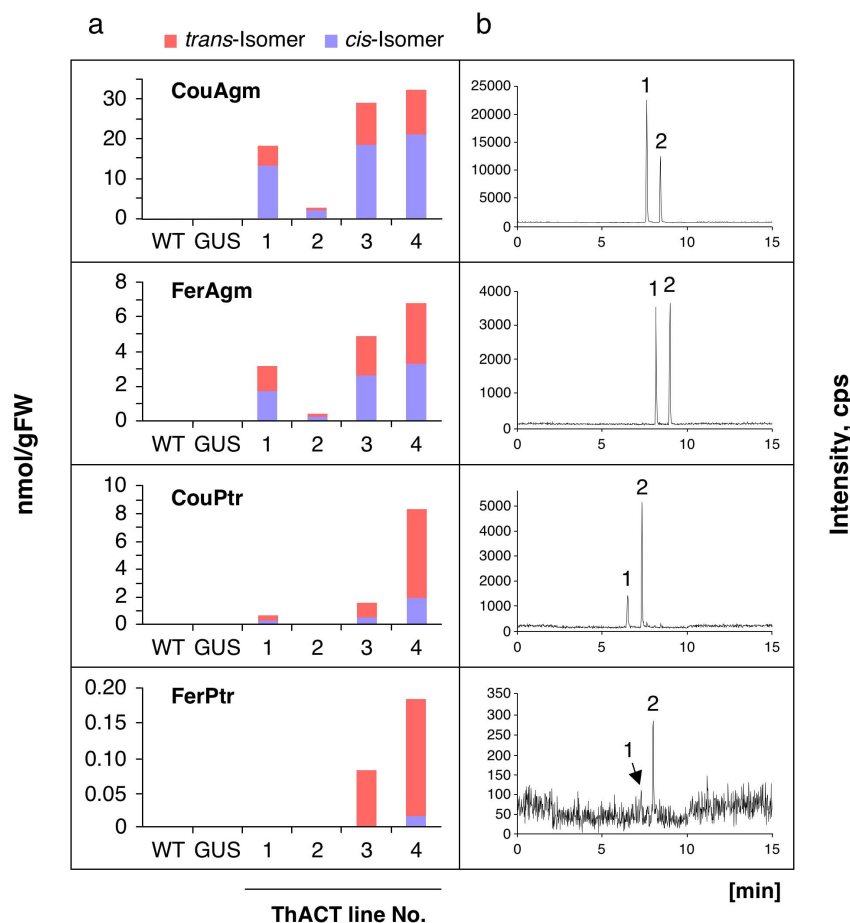 a
trans-Isomer cis-Isomer
b
nmol/gFW
CouAgm
30
20
10
0
WT GUS 1 2 3 4
25000
20000
15000
10000
5000
0
1
2
0 5 10 15
FerAgm
8
6
4
2
0
WT GUS 1 2 3 4
4000
3000
2000
1000
0
1 2
0 5 10 15
CouPtr
10
8
6
4
2
0
WT GUS 1 2 3 4
5000
4000
3000
2000
1000
0
2
1
0 5 10 15
FerPtr
0.20
0.15
0.10
0.05
0
WT GUS 1 2 3 4
350
300
250
200
150
100
50
0
2
1
0 5 10 15
Intensity, cps
[min]
ThACT line No.